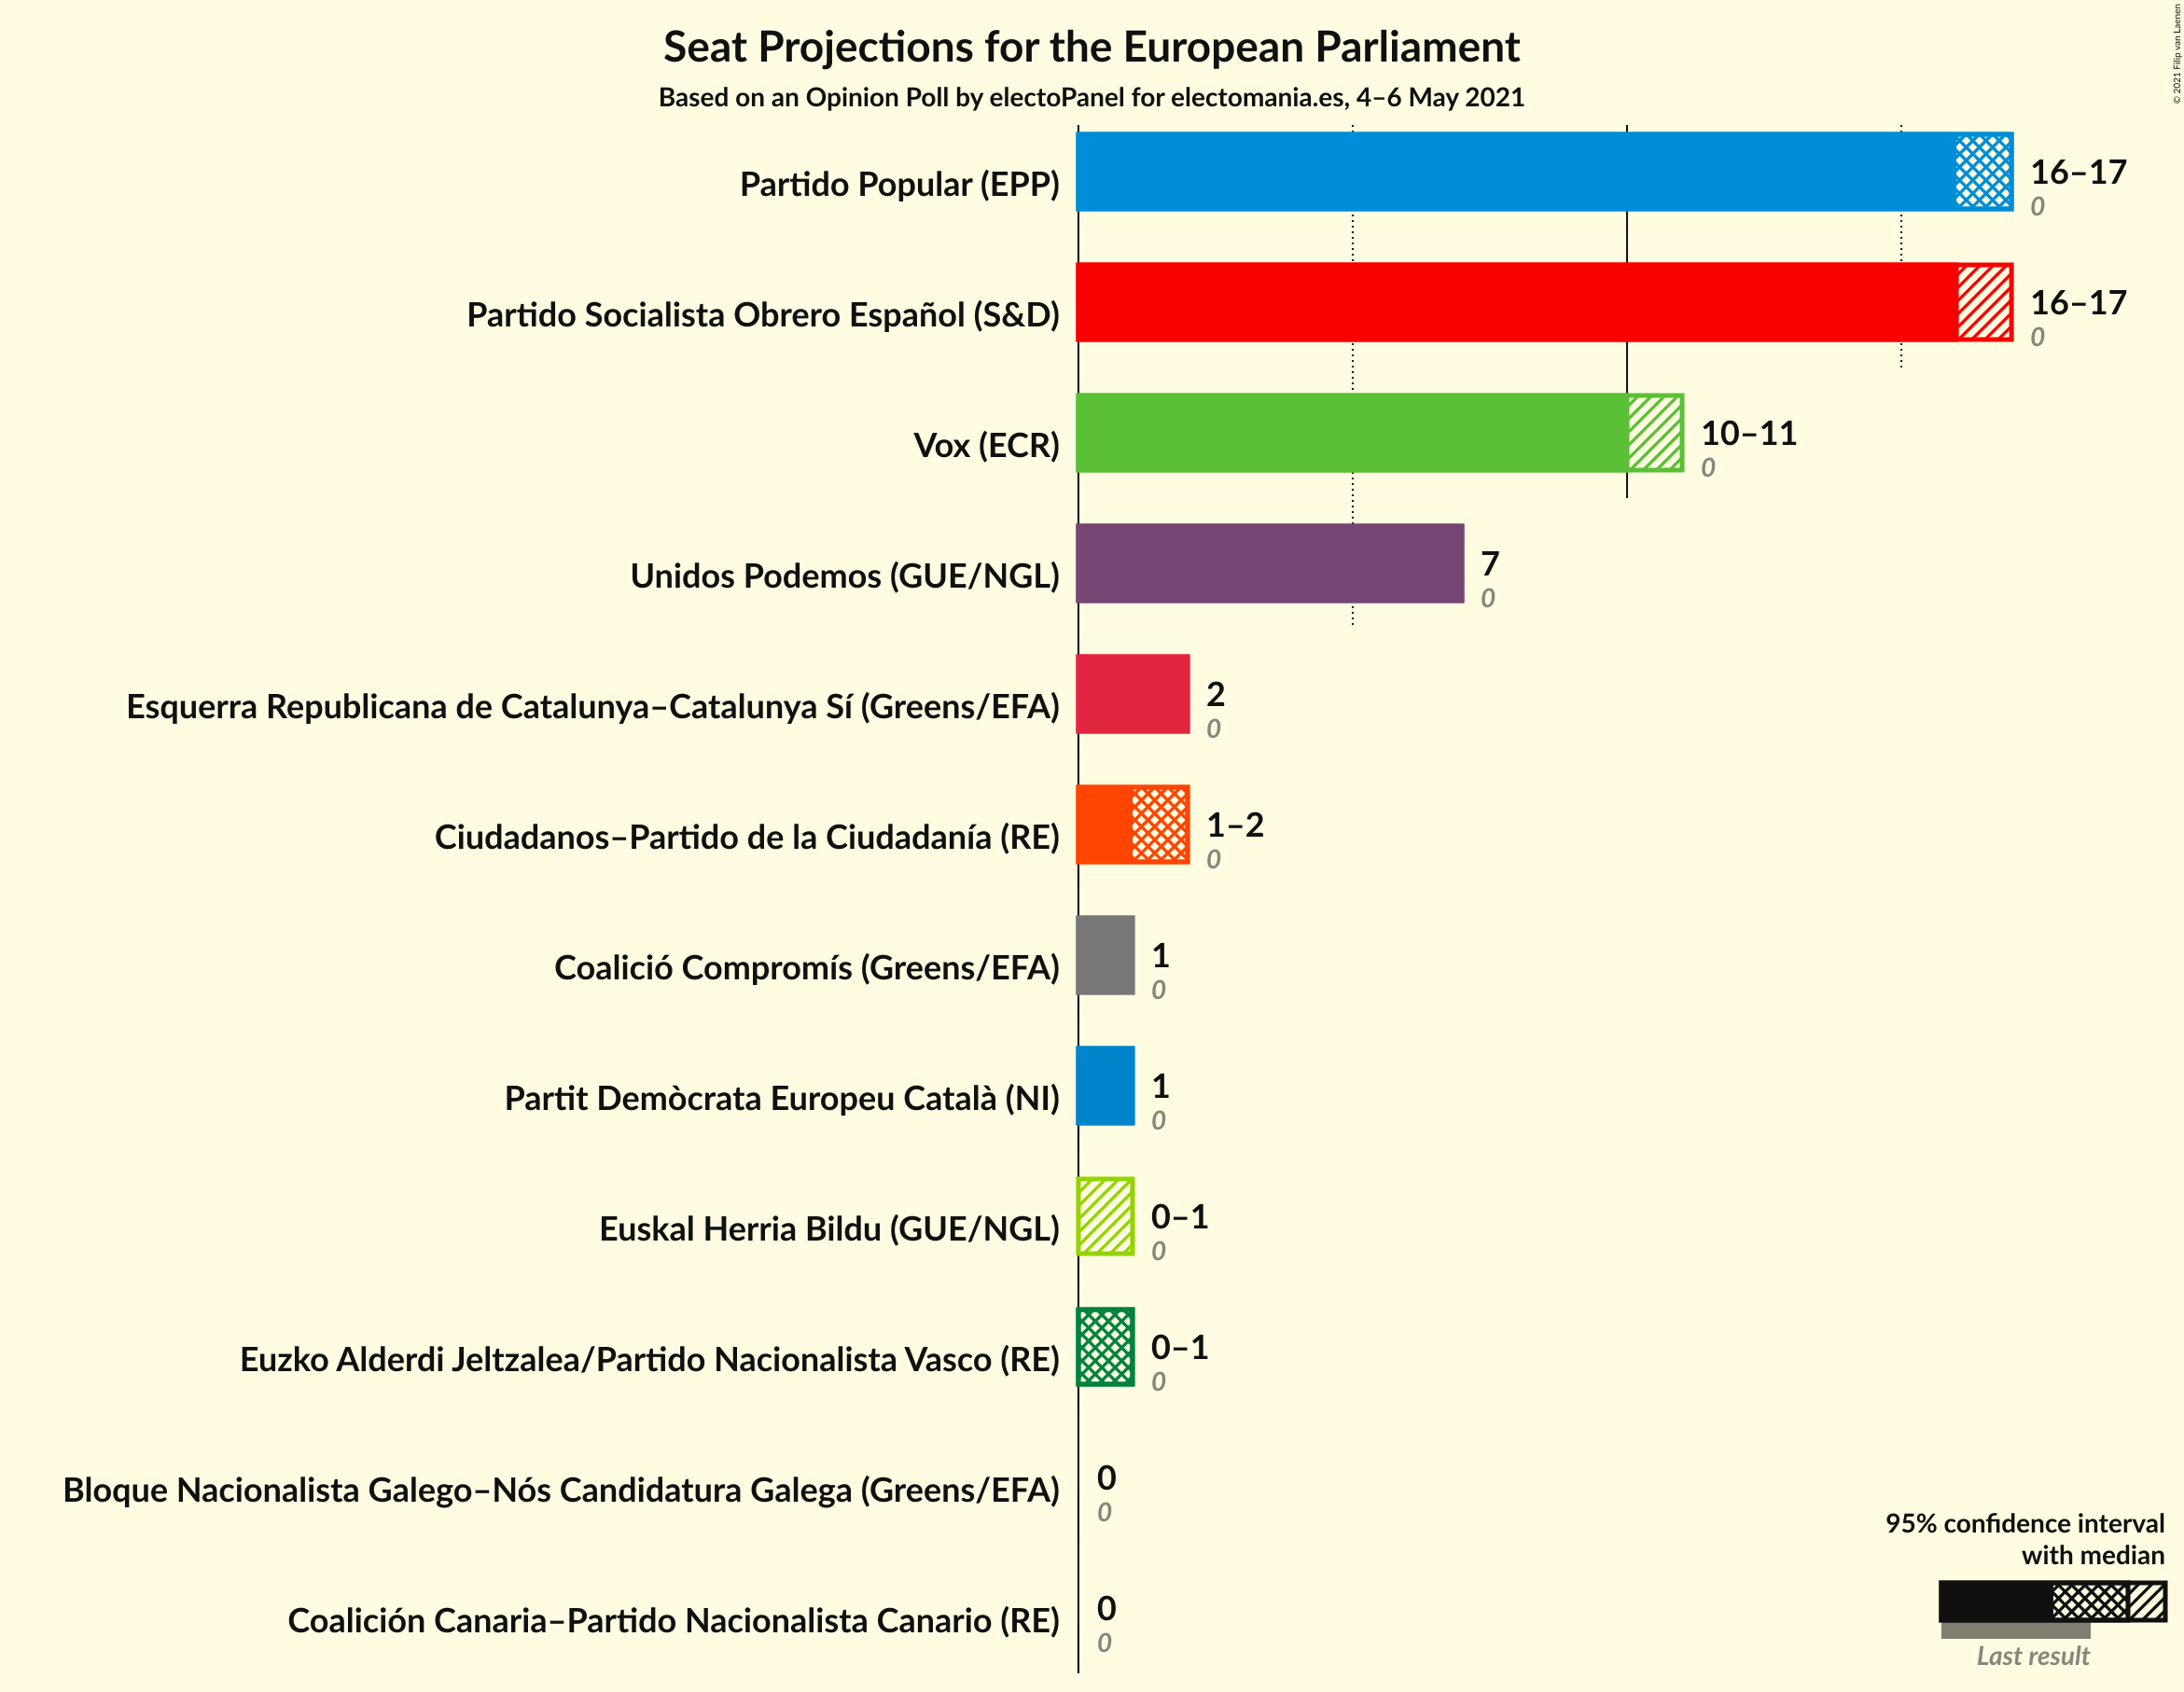 Seat Projections for the European Parliament
Based on an Opinion Poll by electoPanel for electomania.es, 4–6 May 2021
© 2021 Filip van Laenen
Partido Popular (EPP)
16–17
0
Partido Socialista Obrero Español (S&D)
16–17
0
Vox (ECR)
10–11
0
Unidos Podemos (GUE/NGL)
7
0
Esquerra Republicana de Catalunya–Catalunya Sí (Greens/EFA)
2
0
Ciudadanos–Partido de la Ciudadanía (RE)
1–2
0
Coalició Compromís (Greens/EFA)
1
0
Partit Demòcrata Europeu Català (NI)
1
0
Euskal Herria Bildu (GUE/NGL)
0–1
0
Euzko Alderdi Jeltzalea/Partido Nacionalista Vasco (RE)
0–1
0
Bloque Nacionalista Galego–Nós Candidatura Galega (Greens/EFA)
0
0
Coalición Canaria–Partido Nacionalista Canario (RE)
0
0
95% confidence interval
with median
Last result